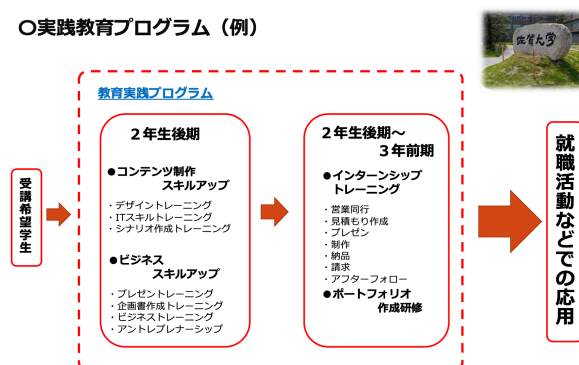 〇実践教育プログラム（例）
佐賀大学
教育実践プログラム
受講希望学生
２年生後期
●コンテンツ制作
スキルアップ
・デザイントレーニング
・ITスキルトレーニング
・シナリオ作成トレーニング
●ビジネス
スキルアップ
・プレゼントレーニング
・企画書作成トレーニング
・ビジネストレーニング
・アントレプレナーシップ
２年生後期～
３年前期
●インターンシップ
トレーニング
・営業同行
・見積もり作成
・プレゼン
・制作
・納品
・請求
・アフターフォロー
●ポートフォリオ
作成研修
就職活動などでの応用